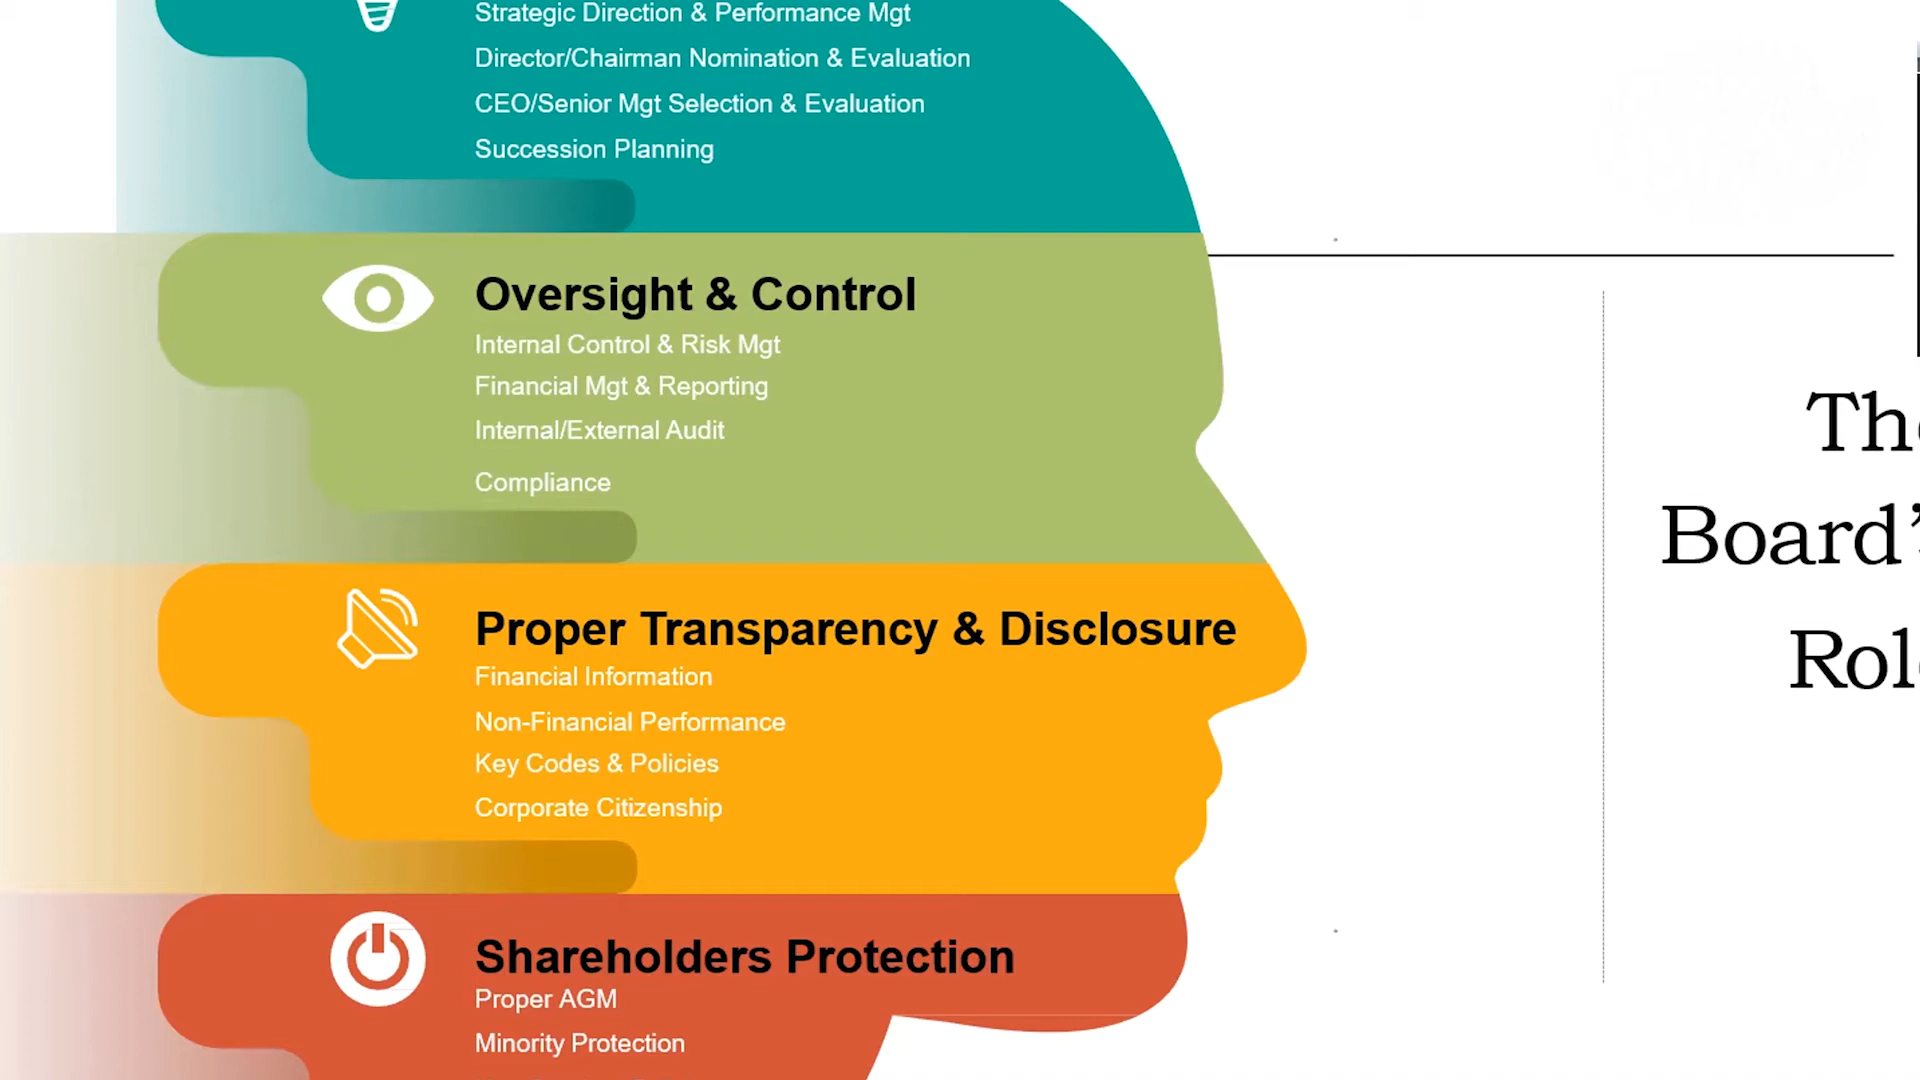 Strategic Direction & Performance Mgt
Director/Chairman Nomination & Evaluation
CEO/Senior Mgt Selection & Evaluation
Succession Planning
Oversight & Control
Internal Control & Risk Mgt
Financial Mgt & Reporting
Internal/External Audit
Compliance
Proper Transparency & Disclosure
Financial Information
Non-Financial Performance
Key Codes & Policies
Corporate Citizenship
Shareholders Protection
Proper AGM
Minority Protection
Board’